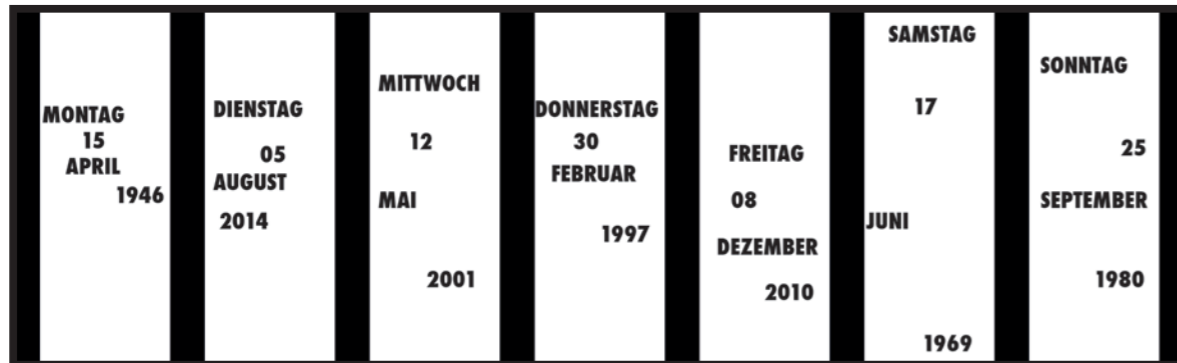 MONTAG
15
APRIL
1946
DIENSTAG
05
AUGUST
2014
MITTWOCH
12
MAI
2001
DONNERSTAG
30
FEBRUAR
1997
FREITAG
08
DEZEMBER
2010
SAMSTAG
17
JUNI
1969
SONNTAG
25
SEPTEMBER
1980